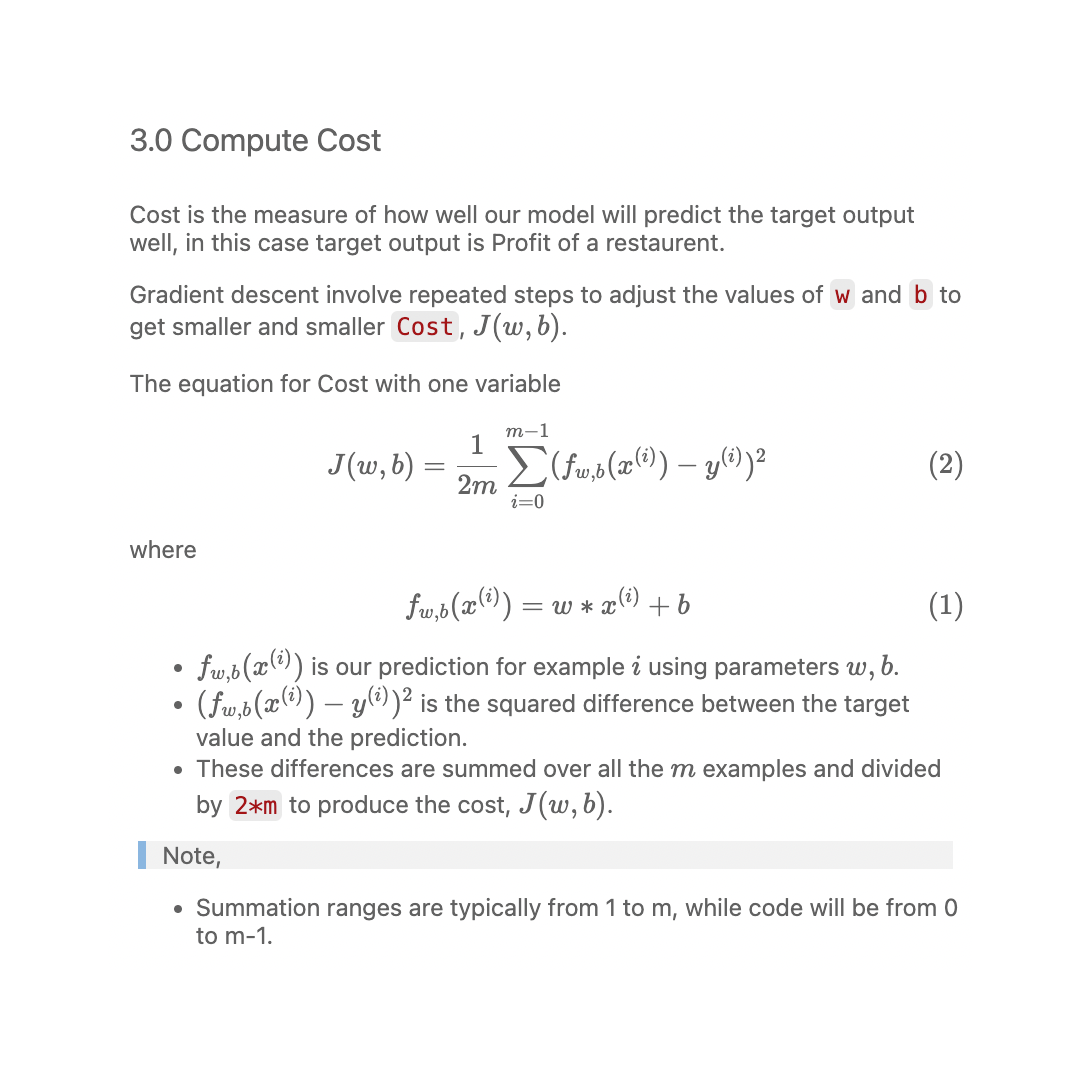 3.0 Compute Cost
Cost is the measure of how well our model will predict the target output
well, in this case target output is Profit of a restaurent.
Gradient descent involve repeated steps to adjust the values of w and b to
get smaller and smaller Cost, J(w, b).
The equation for Cost with one variable
J(w, b) = \frac{1}{2m} \sum_{i=0}^{m-1} (f_{w,b}(x^{(i)}) − y^{(i)})^2 (2)
where
f_{w,b}(x^{(i)}) = w * x^{(i)} + b (1)
• f_{w,b}(x^{(i)}) is our prediction for example i using parameters w, b.
• (f_{w,b}(x^{(i)}) − y^{(i)})^2 is the squared difference between the target
value and the prediction.
• These differences are summed over all the m examples and divided
by 2*m to produce the cost, J(w, b).
Note,
• Summation ranges are typically from 1 to m, while code will be from 0
to m-1.